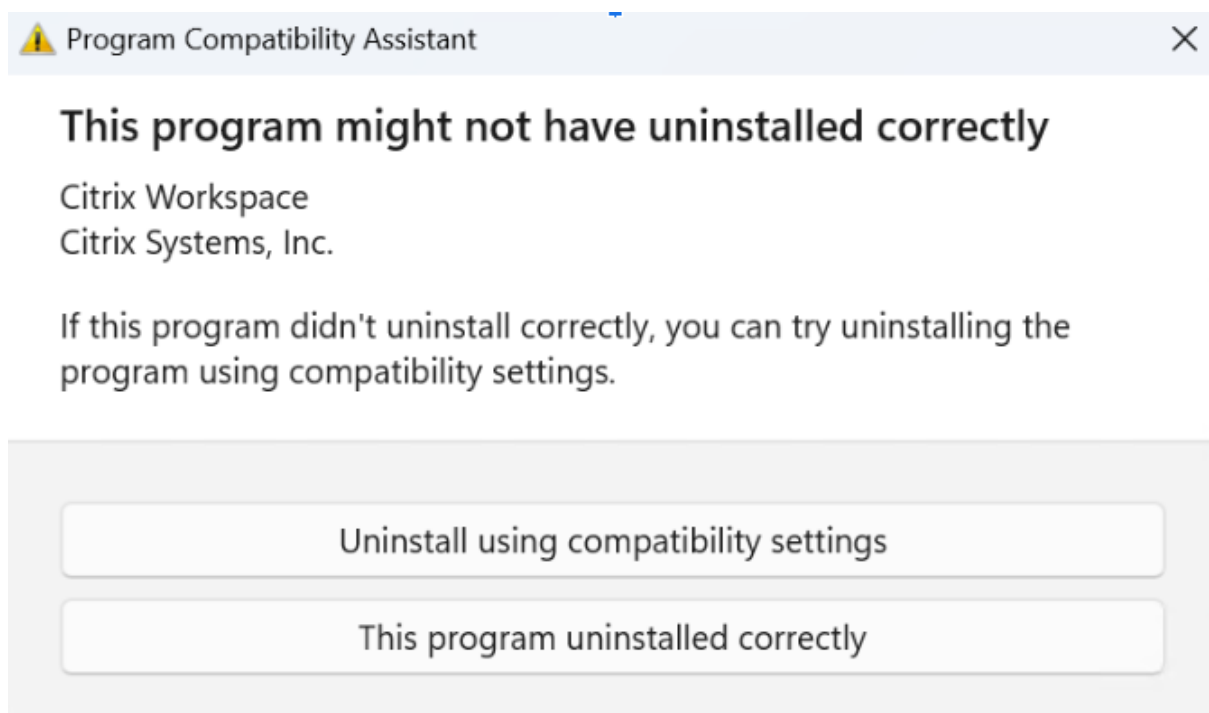 Program Compatibility Assistant
This program might not have uninstalled correctly
Citrix Workspace
Citrix Systems, Inc.
If this program didn't uninstall correctly, you can try uninstalling the
program using compatibility settings.
Uninstall using compatibility settings
This program uninstalled correctly